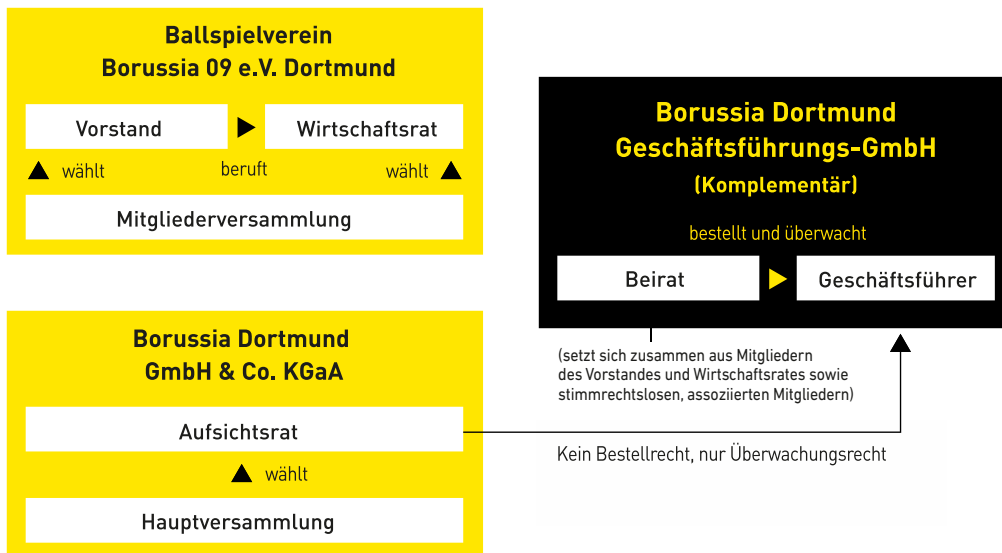 Ballspielverein
Borussia 09 e.V. Dortmund
Vorstand
Wirtschaftsrat
wählt
beruft
wählt
Mitgliederversammlung
Borussia Dortmund
Geschäftsführungs-GmbH
(Komplementär)
bestellt und überwacht
Beirat
Geschäftsführer
(setzt sich zusammen aus Mitgliedern
des Vorstandes und Wirtschaftsrates sowie
stimmrechtslosen, assoziierten Mitgliedern)
Borussia Dortmund
GmbH & Co. KGaA
Aufsichtsrat
Kein Bestellrecht, nur Überwachungsrecht
wählt
Hauptversammlung